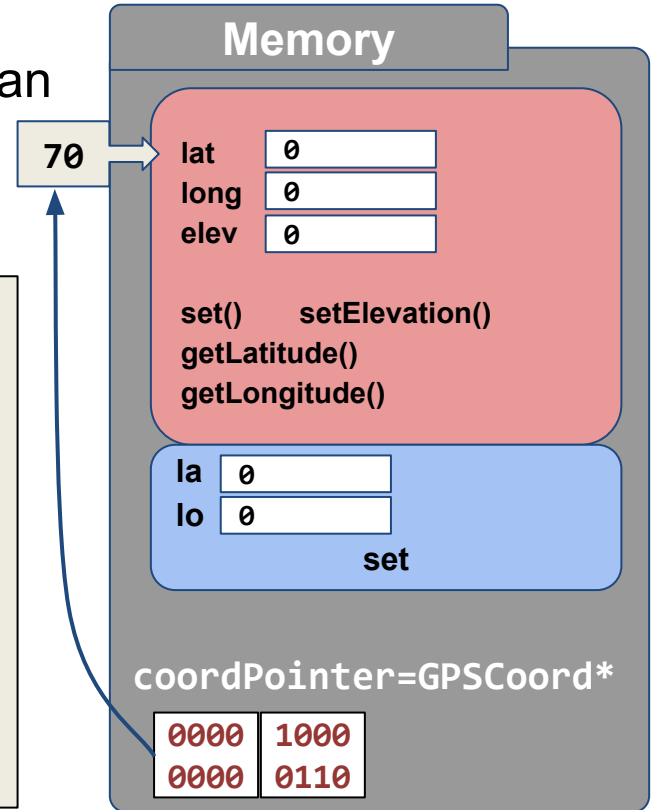 Memory
an
70
lat 0
long 0
elev 0
set() setElevation()
getLatitude()
getLongitude()
la 0
lo 0
set
coordPointer=GPSCoord*
0000 1000
0000 0110